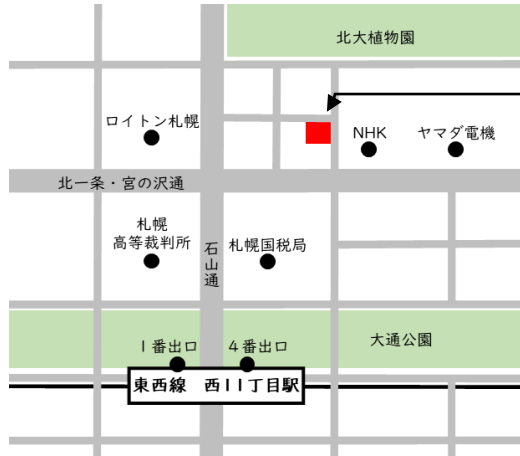 北大植物園
ロイトン札幌
NHK
ヤマダ電機
北一条・宮の沢通
札幌
高等裁判所
石山通
札幌国税局
1番出口
4番出口
大通公園
東西線 西11丁目駅